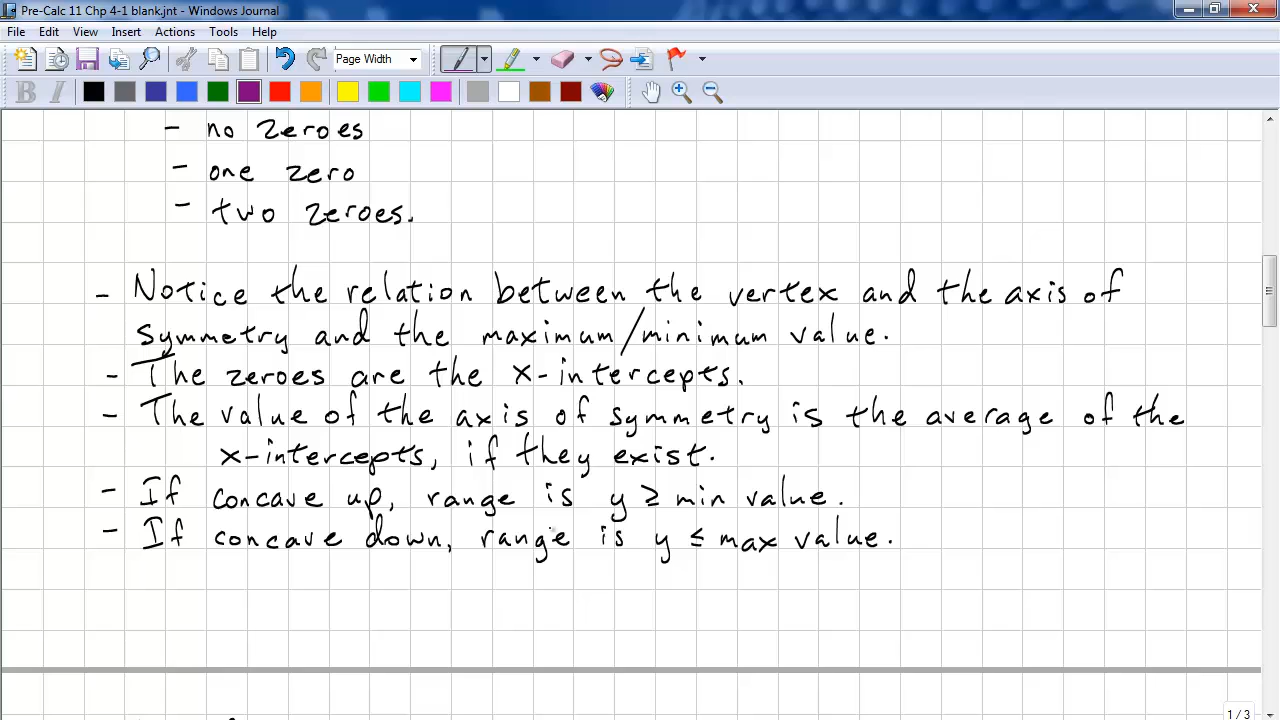 Pre-Calc 11 Chp 4-1 blank.jnt - Windows Journal
File Edit View Insert Actions Tools Help
Page Width
B I
- no zeroes
- one zero
- two zeroes.
- Notice the relation between the vertex and the axis of
symmetry and the maximum/minimum value.
- The zeroes are the x-intercepts.
- The value of the axis of symmetry is the average of the
x-intercepts, if they exist.
- If concave up, range is y ≥ min value.
- If concave down, range is y ≤ max value.
1/3